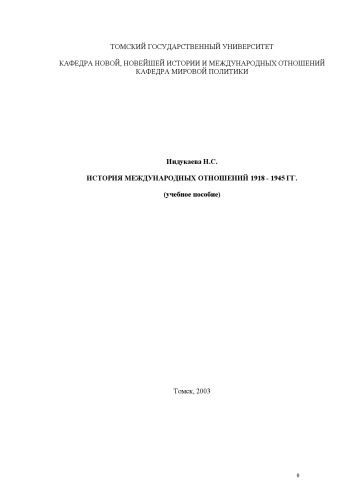 ТОМСКИЙ ГОСУДАРСТВЕННЫЙ УНИВЕРСИТЕТ
КАФЕДРА НОВОЙ, НОВЕЙШЕЙ ИСТОРИИ И МЕЖДУНАРОДНЫХ ОТНОШЕНИЙ
КАФЕДРА МИРОВОЙ ПОЛИТИКИ
Индукаева Н.С.
ИСТОРИЯ МЕЖДУНАРОДНЫХ ОТНОШЕНИЙ 1918 - 1945 ГГ.
(учебное пособие)
Томск, 2003
0